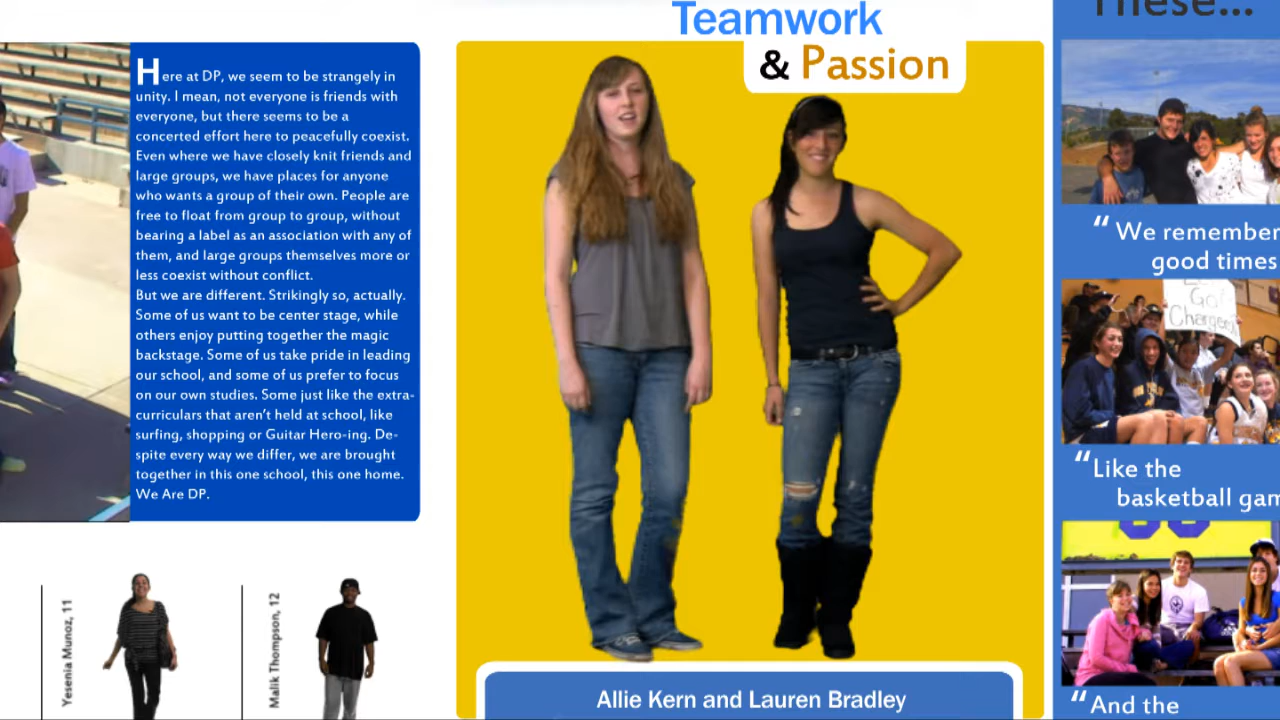 Here at DP, we seem to be strangely in
unity. I mean, not everyone is friends with
everyone, but there seems to be a
concerted effort here to peacefully coexist.
Even where we have closely knit friends and
large groups, we have places for anyone
who wants a group of their own. People are
free to float from group to group, without
bearing a label as an association with any of
them, and large groups themselves more or
less coexist without conflict.
But we are different. Strikingly so, actually.
Some of us want to be center stage, while
others enjoy putting together the magic
backstage. Some of us take pride in leading
our school, and some of us prefer to focus
on our own studies. Some just like the extra-
curriculars that aren't held at school, like
surfing, shopping or Guitar Hero-ing. De-
spite every way we differ, we are brought
together in this one school, this one home.
We Are DP.
Yesenia Munoz, 11
Malik Thompson, 12
Teamwork
& Passion
Allie Kern and Lauren Bradley
These...
“ We remember
good times
Go!
Chargers
“Like the
basketball gam
“And the